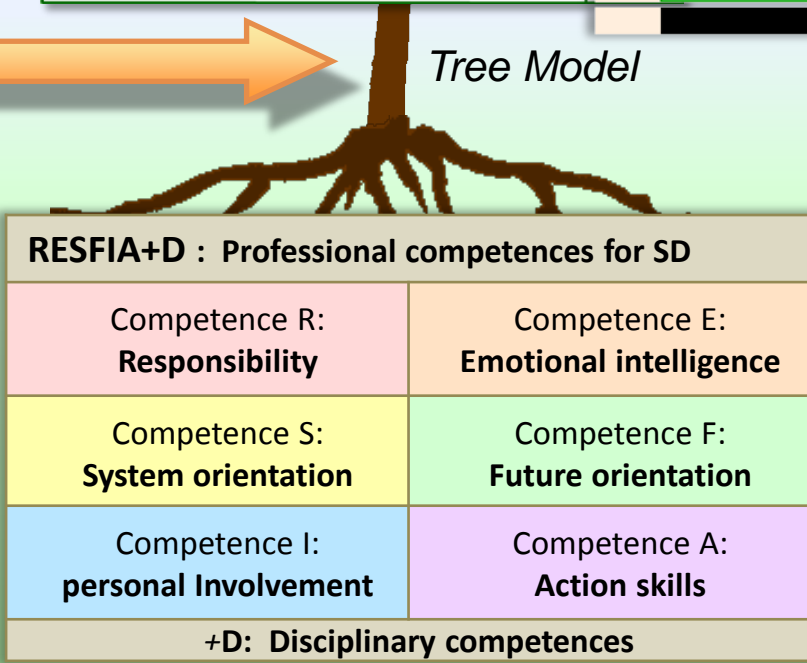 Tree Model
RESFIA+D : Professional competences for SD
Competence R:
Responsibility
Competence E:
Emotional intelligence
Competence S:
System orientation
Competence F:
Future orientation
Competence I:
personal Involvement
Competence A:
Action skills
+D: Disciplinary competences